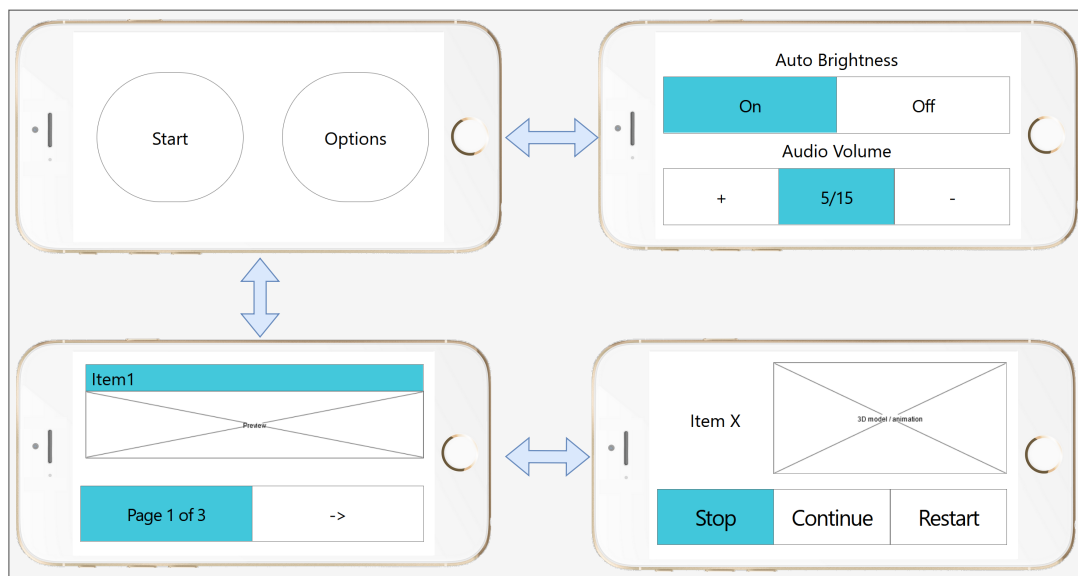 Start
Options
Auto Brightness
On
Off
Audio Volume
+
5/15
-
Item1
Preview
Page 1 of 3
->
Item X
3D model / animation
Stop
Continue
Restart